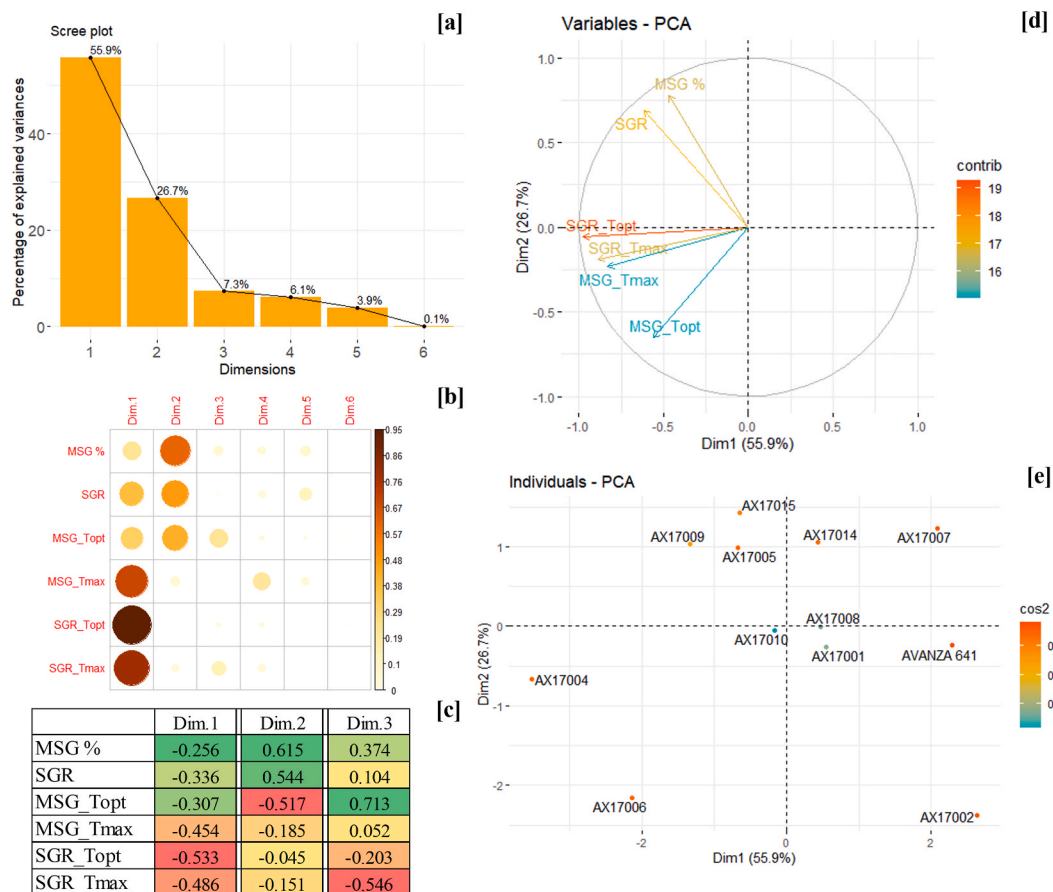 [a]
Scree plot
Percentage of explained variances
40
20
0
55.9%
26.7%
7.3%
6.1%
3.9%
0.1%
1 2 3 4 5 6
Dimensions
[b]
Dim.1 Dim.2 Dim.3 Dim.4 Dim.5 Dim.6
MSG %
SGR
MSG_Topt
MSG_Tmax
SGR_Topt
SGR_Tmax
0.95
0.86
0.76
0.67
0.57
0.48
0.38
0.29
0.19
0.1
0
[c]
Dim.1 Dim.2 Dim.3
MSG % -0.256 0.615 0.374
SGR -0.336 0.544 0.104
MSG_Topt -0.307 -0.517 0.713
MSG_Tmax -0.454 -0.185 0.052
SGR_Topt -0.533 -0.045 -0.203
SGR_Tmax -0.486 -0.151 -0.546
[d]
Variables - PCA
Dim2 (26.7%)
1.0
0.5
0.0
-0.5
-1.0
MSG %
SGR
SGR_Topt
SGR_Tmax
MSG_Tmax
MSG_Topt
-1.0 -0.5 0.0 0.5 1.0
Dim1 (55.9%)
contrib
19
18
17
16
[e]
Individuals - PCA
Dim2 (26.7%)
1
0
-1
-2
AX17015
AX17009
AX17005
AX17014
AX17007
AX17008
AX17010
AX17001
AVANZA 641
AX17004
AX17006
AX17002
-2 0 2
Dim1 (55.9%)
cos2
0
0
0
0